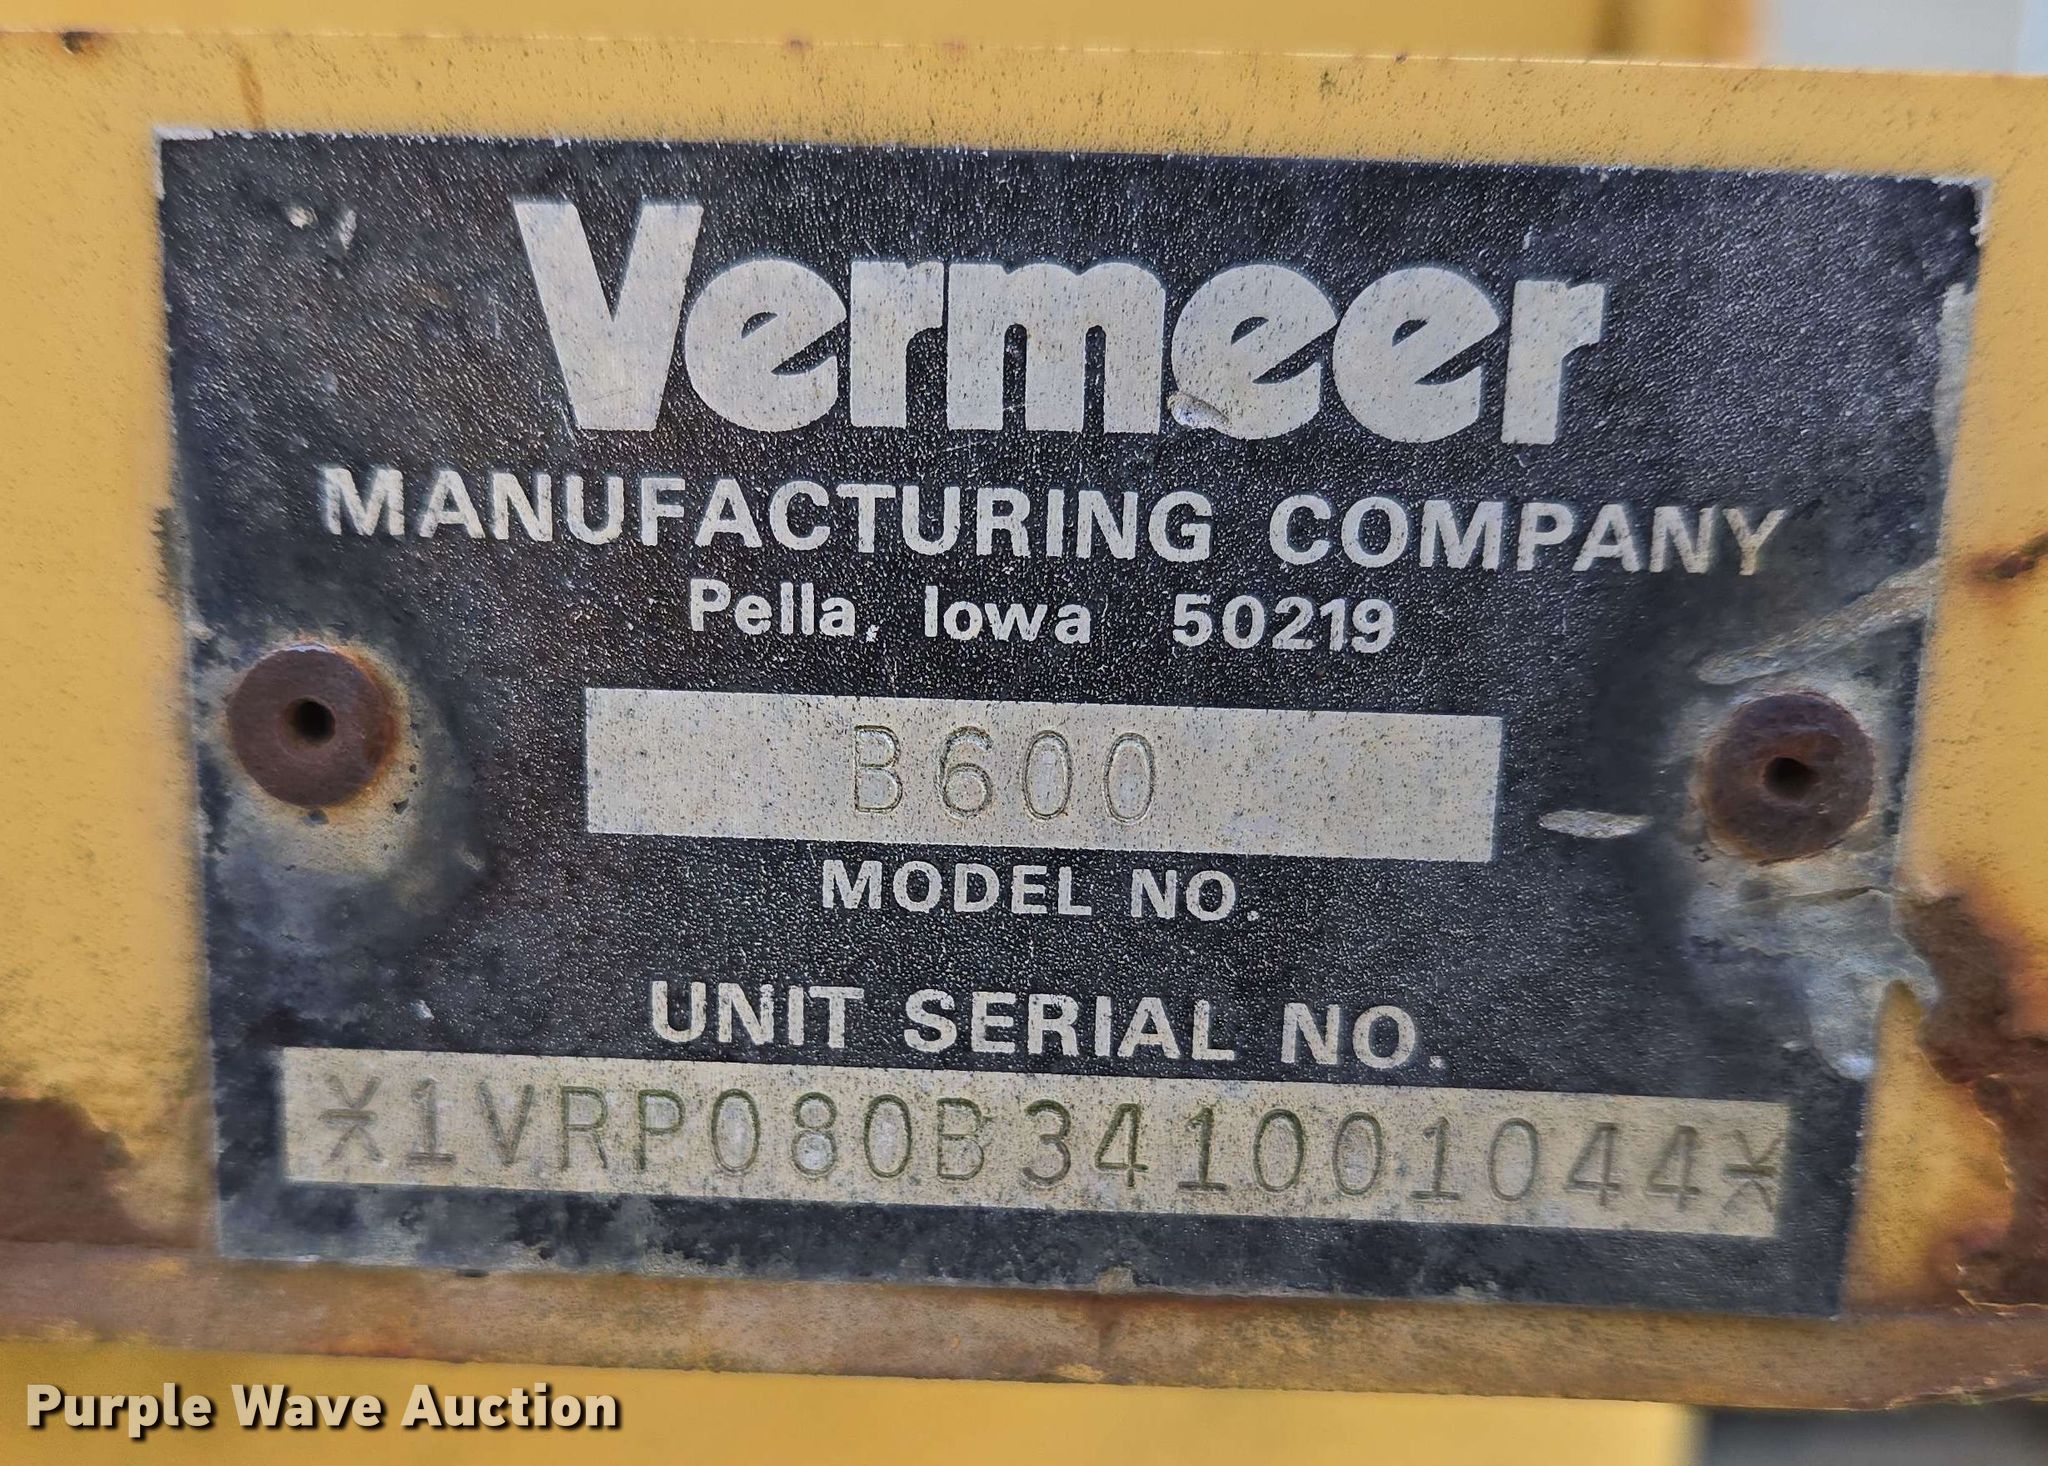 Vermeer
MANUFACTURING COMPANY
Pella, Iowa 50219
B600
MODEL NO.
UNIT SERIAL NO.
*1VRP080B341001044*
Purple Wave Auction